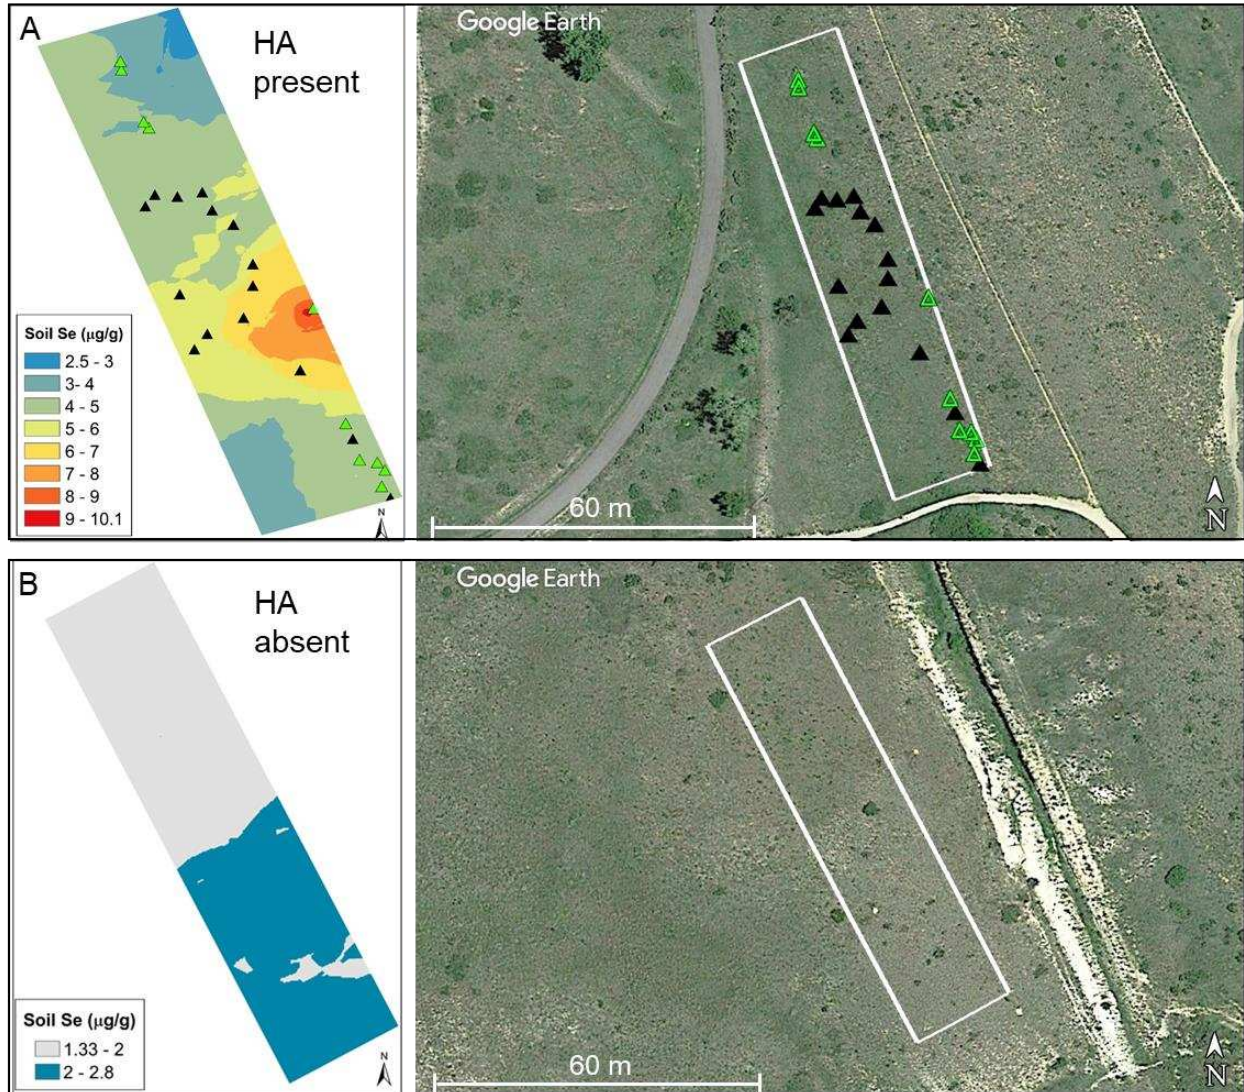 A
HA
present
Soil Se (µg/g)
2.5 - 3
3- 4
4 - 5
5 - 6
6 - 7
7 - 8
8 - 9
9 - 10.1
N
Google Earth
60 m
N
B
HA
absent
Soil Se (µg/g)
1.33 - 2
2 - 2.8
N
Google Earth
60 m
N